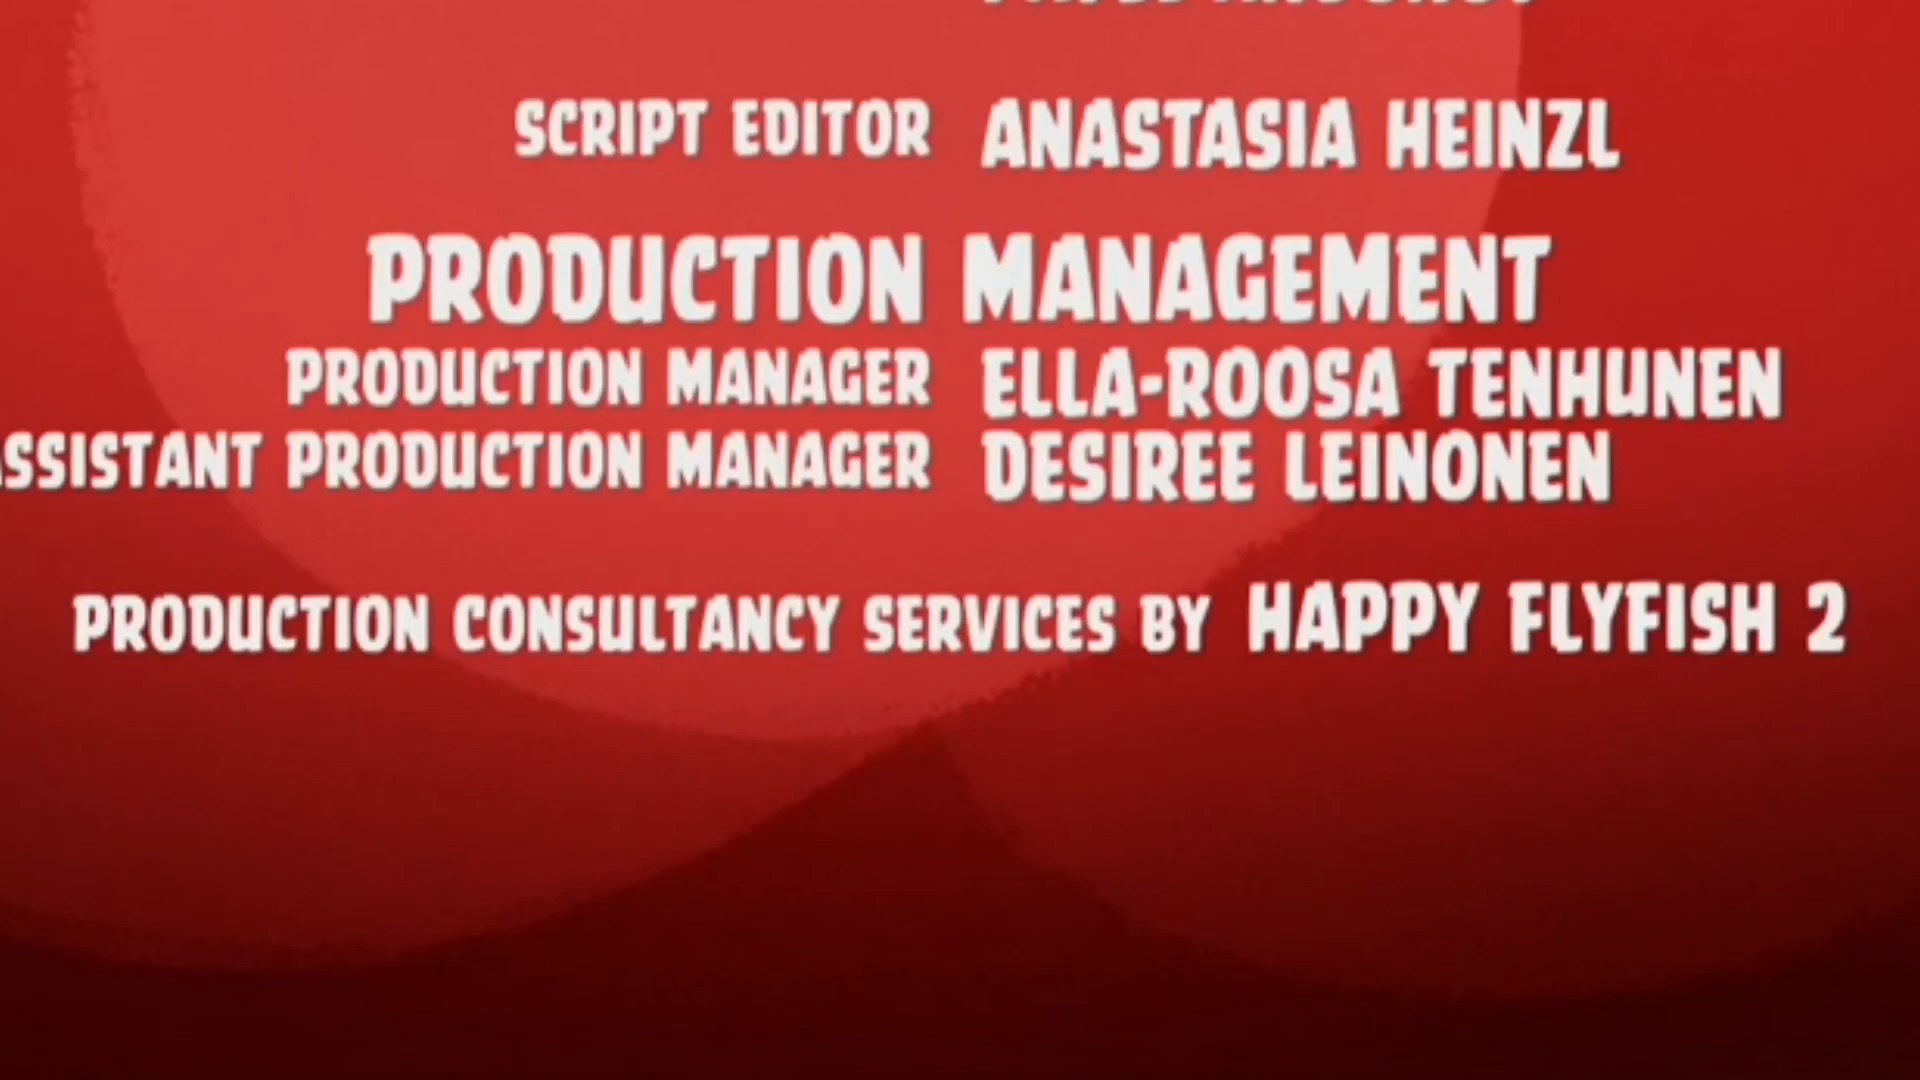 SCRIPT EDITOR ANASTASIA HEINZL
PRODUCTION MANAGEMENT
PRODUCTION MANAGER ELLA-ROOSA TENHUNEN
ASSISTANT PRODUCTION MANAGER DESIREE LEINONEN
PRODUCTION CONSULTANCY SERVICES BY HAPPY FLYFISH 2